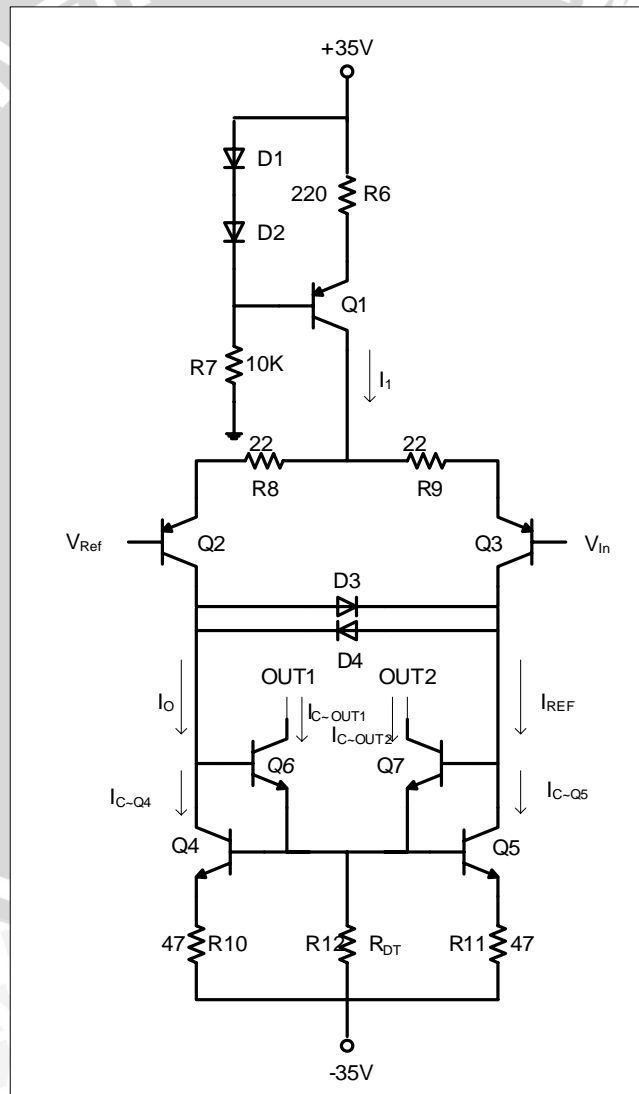 +35V
D1
220 R6
D2
Q1
R7 10K
I1
22 22
R8 R9
VRef Q2 Q3 VIn
D3
D4
OUT1 OUT2
IO IC~OUT1 IREF
IC~OUT2
Q6 Q7
IC~Q4 IC~Q5
Q4 Q5
47 R10 R12 RDT R11 47
-35V